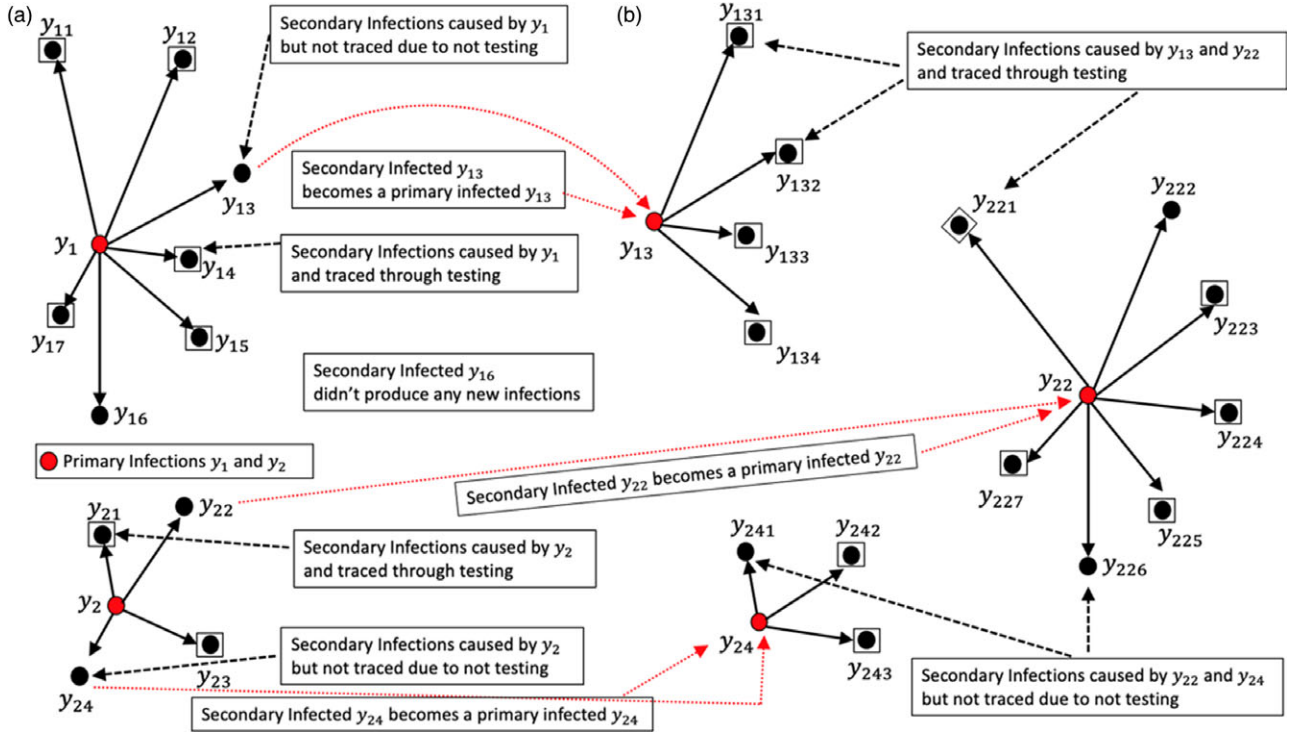 (a)
y₁₁
y₁₂
Secondary Infections caused by y₁
but not traced due to not testing
y₁₃
Secondary Infected y₁₃
becomes a primary infected y₁₃
y₁
y₁₄
Secondary Infections caused by y₁
and traced through testing
y₁₇
y₁₅
Secondary Infected y₁₆
didn’t produce any new infections
y₁₆
Primary Infections y₁ and y₂
y₂₁
y₂₂
Secondary Infections caused by y₂
and traced through testing
y₂
y₂₃
Secondary Infections caused by y₂
but not traced due to not testing
y₂₄
Secondary Infected y₂₄ becomes a primary infected y₂₄
Secondary Infected y₂₂ becomes a primary infected y₂₂
(b)
y₁₃₁
Secondary Infections caused by y₁₃ and y₂₂
and traced through testing
y₁₃₂
y₁₃
y₁₃₃
y₁₃₄
y₂₂₁
y₂₂₂
y₂₂₃
y₂₂
y₂₂₄
y₂₂₇
y₂₂₅
y₂₂₆
y₂₄₁
y₂₄₂
y₂₄
y₂₄₃
Secondary Infections caused by y₂₂ and y₂₄
but not traced due to not testing